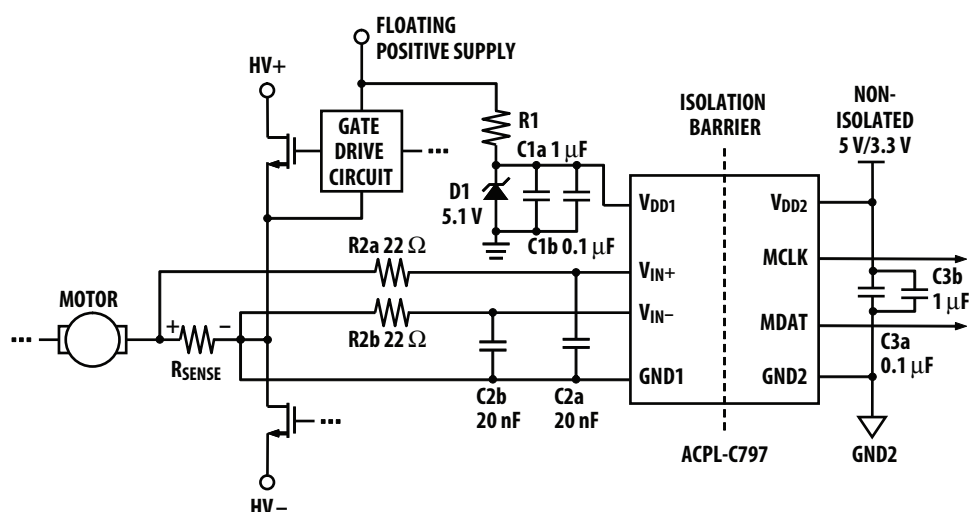 FLOATING
POSITIVE SUPPLY
HV+
GATE
DRIVE
CIRCUIT
...
R1
C1a 1 μF
D1
5.1 V
C1b 0.1 μF
ISOLATION
BARRIER
NON-
ISOLATED
5 V/3.3 V
VDD1
VDD2
R2a 22 Ω
VIN+
MCLK
C3b
1 μF
MOTOR
...
+
–
RSENSE
R2b 22 Ω
VIN–
MDAT
C3a
0.1 μF
GND1
GND2
C2b
20 nF
C2a
20 nF
...
ACPL-C797
GND2
HV–